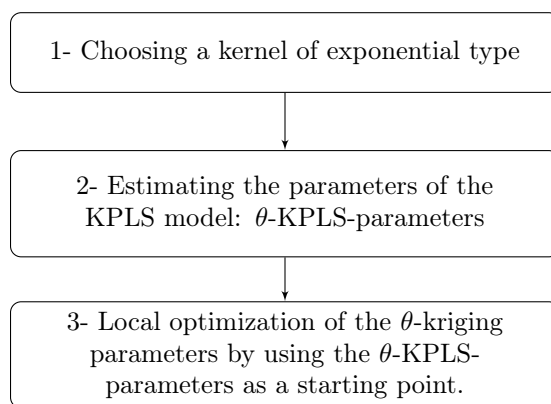 1- Choosing a kernel of exponential type
2- Estimating the parameters of the
KPLS model: θ-KPLS-parameters
3- Local optimization of the θ-kriging
parameters by using the θ-KPLS-
parameters as a starting point.